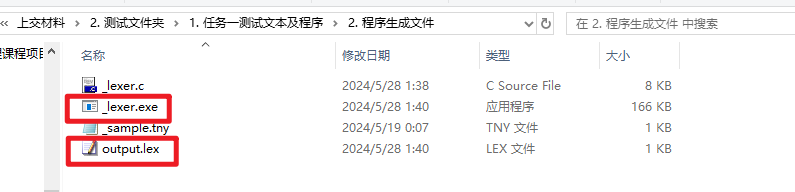 上交材料 > 2. 测试文件夹 > 1. 任务一测试文本及程序 > 2. 程序生成文件
在 2. 程序生成文件 中搜索
程课程项目
名称 修改日期 类型 大小
_lexer.c 2024/5/28 1:38 C Source File 8 KB
_lexer.exe 2024/5/28 1:40 应用程序 166 KB
_sample.tny 2024/5/19 0:07 TNY 文件 1 KB
output.lex 2024/5/28 1:40 LEX 文件 1 KB